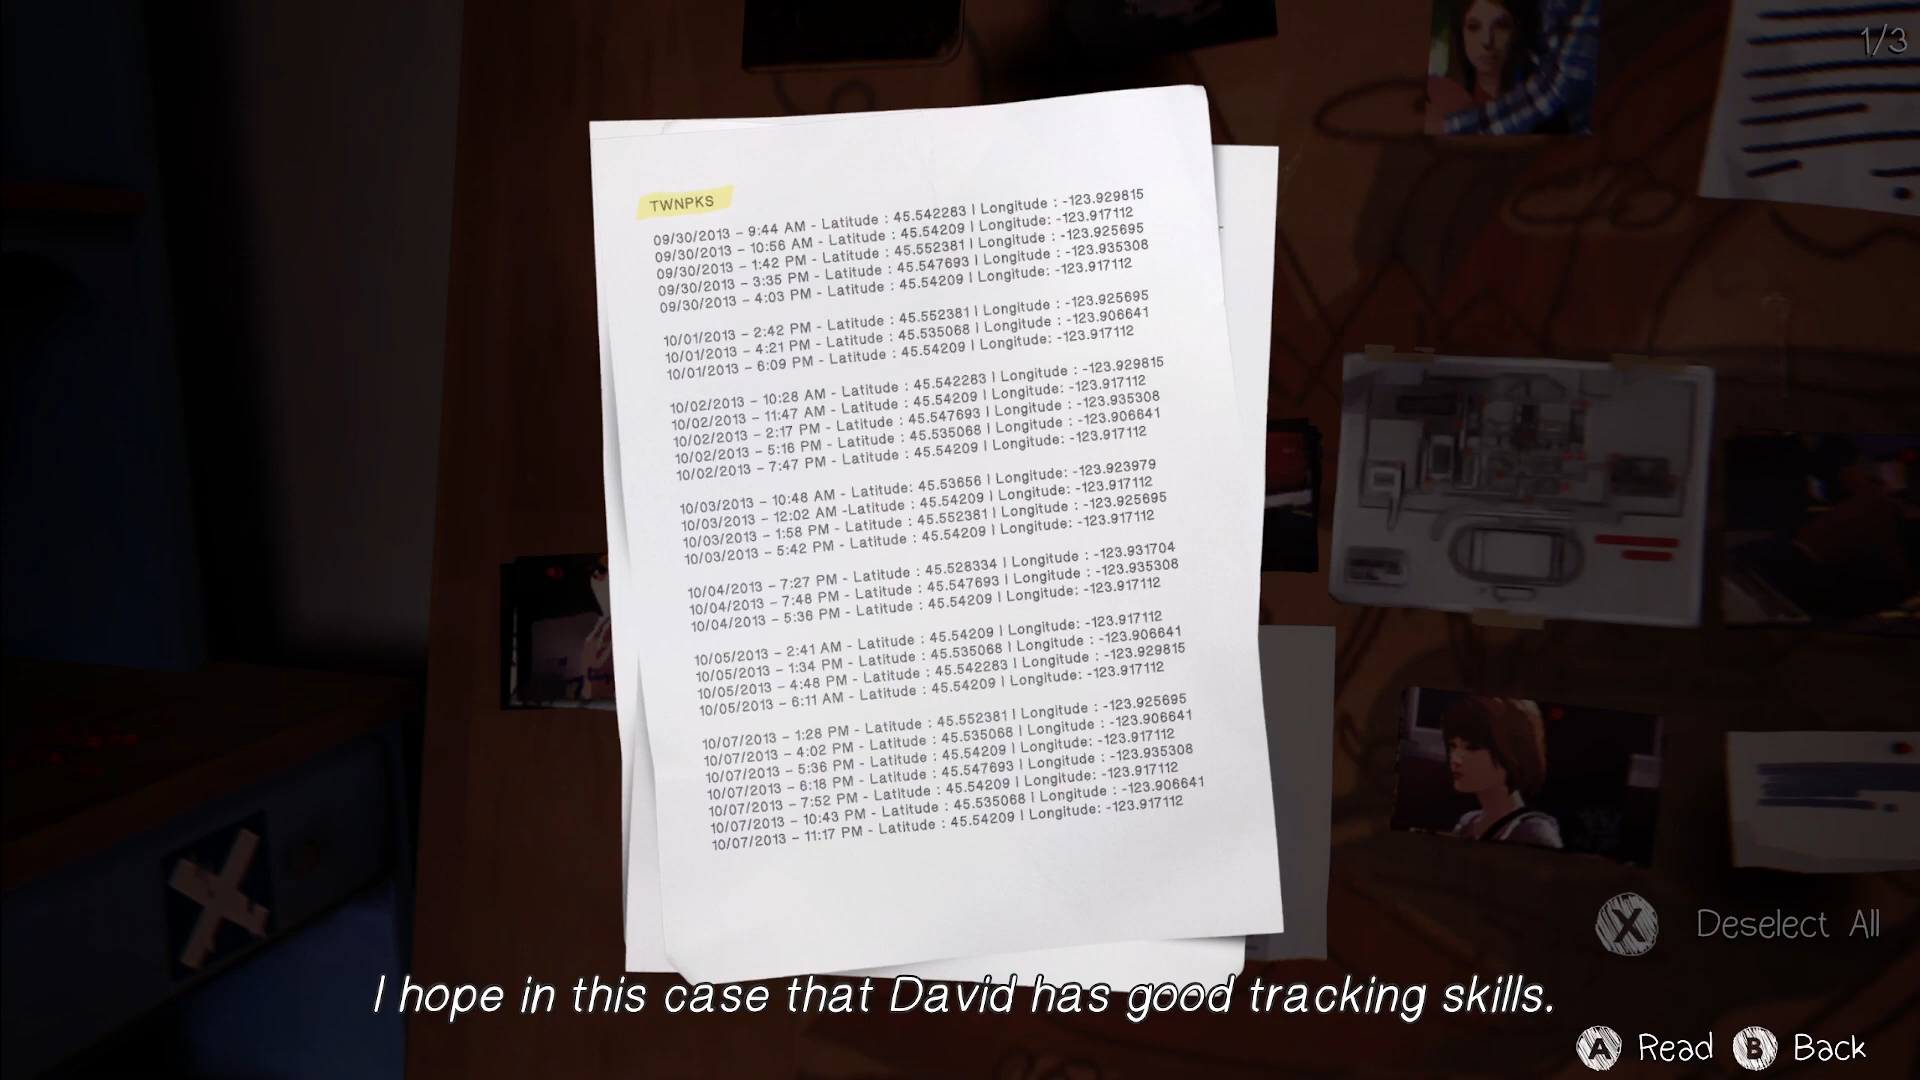 1/3
TWNPKS
09/30/2013 - 9:44 AM - Latitude : 45.542283 | Longitude : -123.929815
09/30/2013 - 10:56 AM - Latitude : 45.54209 | Longitude: -123.917112
09/30/2013 - 1:42 PM - Latitude : 45.552381 | Longitude : -123.925695
09/30/2013 - 3:35 PM - Latitude : 45.547693 | Longitude : -123.935308
09/30/2013 - 4:03 PM - Latitude : 45.54209 | Longitude: -123.917112
10/01/2013 - 2:42 PM - Latitude : 45.552381 | Longitude : -123.925695
10/01/2013 - 4:21 PM - Latitude : 45.535068 | Longitude : -123.906641
10/01/2013 - 6:09 PM - Latitude : 45.54209 | Longitude: -123.917112
10/02/2013 - 10:28 AM - Latitude : 45.542283 | Longitude : -123.929815
10/02/2013 - 11:47 AM - Latitude : 45.54209 | Longitude: -123.917112
10/02/2013 - 2:17 PM - Latitude : 45.547693 | Longitude : -123.935308
10/02/2013 - 5:16 PM - Latitude : 45.535068 | Longitude : -123.906641
10/02/2013 - 7:47 PM - Latitude : 45.54209 | Longitude: -123.917112
10/03/2013 - 10:48 AM - Latitude: 45.53656 | Longitude: -123.923979
10/03/2013 - 12:02 AM -Latitude : 45.54209 | Longitude: -123.917112
10/03/2013 - 1:58 PM - Latitude : 45.552381 | Longitude : -123.925695
10/03/2013 - 5:42 PM - Latitude : 45.54209 | Longitude: -123.917112
10/04/2013 - 7:27 PM - Latitude : 45.528334 | Longitude : -123.931704
10/04/2013 - 7:48 PM - Latitude : 45.547693 | Longitude : -123.935308
10/04/2013 - 5:36 PM - Latitude : 45.54209 | Longitude: -123.917112
10/05/2013 - 2:41 AM - Latitude : 45.54209 | Longitude: -123.917112
10/05/2013 - 1:34 PM - Latitude : 45.535068 | Longitude : -123.906641
10/05/2013 - 4:48 PM - Latitude : 45.542283 | Longitude : -123.929815
10/05/2013 - 6:11 AM - Latitude : 45.54209 | Longitude: -123.917112
10/07/2013 - 1:28 PM - Latitude : 45.552381 | Longitude : -123.925695
10/07/2013 - 4:02 PM - Latitude : 45.535068 | Longitude : -123.906641
10/07/2013 - 5:36 PM - Latitude : 45.54209 | Longitude: -123.917112
10/07/2013 - 6:18 PM - Latitude : 45.547693 | Longitude : -123.935308
10/07/2013 - 7:52 PM - Latitude : 45.54209 | Longitude: -123.917112
10/07/2013 - 10:43 PM - Latitude : 45.535068 | Longitude : -123.906641
10/07/2013 - 11:17 PM - Latitude : 45.54209 | Longitude: -123.917112
X Deselect All
I hope in this case that David has good tracking skills.
A Read B Back